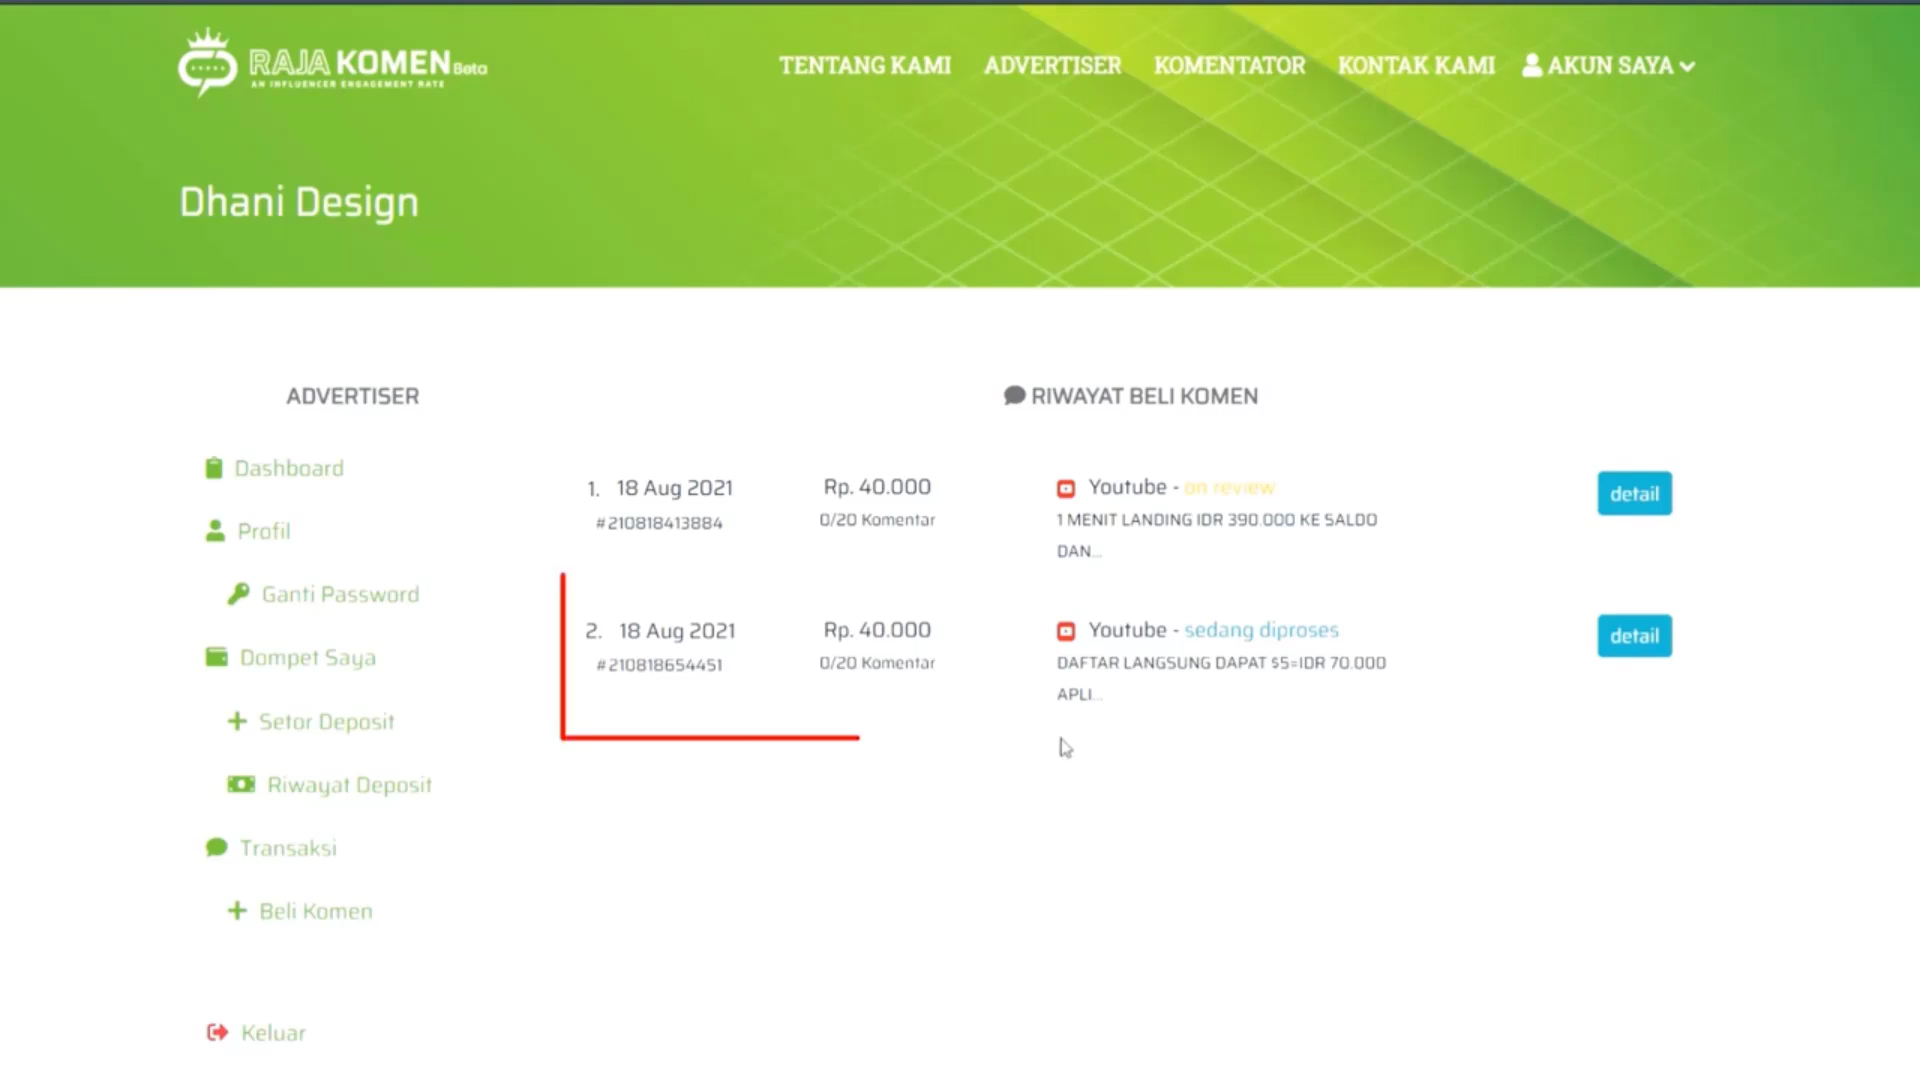 RAJA KOMEN Beta
AN INFLUENCER ENGAGEMENT RATE
TENTANG KAMI ADVERTISER KOMENTATOR KONTAK KAMI AKUN SAYA
Dhani Design
ADVERTISER
Dashboard
Profil
Ganti Password
Dompet Saya
Setor Deposit
Riwayat Deposit
Transaksi
Beli Komen
Keluar
RIWAYAT BELI KOMEN
1. 18 Aug 2021 Rp. 40.000 Youtube - on review detail
#210818413884 0/20 Komentar 1 MENIT LANDING IDR 390.000 KE SALDO
DAN...
2. 18 Aug 2021 Rp. 40.000 Youtube - sedang diproses detail
#210818654451 0/20 Komentar DAFTAR LANGSUNG DAPAT $5=IDR 70.000
APLI...